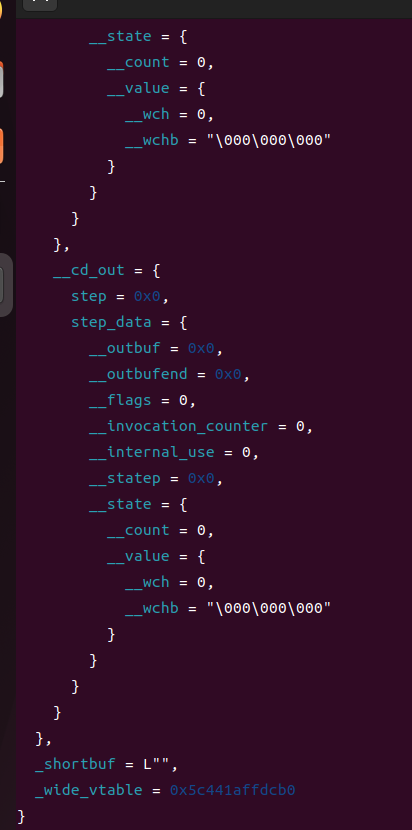 __state = {
__count = 0,
__value = {
__wch = 0,
__wchb = "\000\000\000"
}
}
}
},
__cd_out = {
step = 0x0,
step_data = {
__outbuf = 0x0,
__outbufend = 0x0,
__flags = 0,
__invocation_counter = 0,
__internal_use = 0,
__statep = 0x0,
__state = {
__count = 0,
__value = {
__wch = 0,
__wchb = "\000\000\000"
}
}
}
}
},
_shortbuf = L"",
_wide_vtable = 0x5c441affdcb0
}